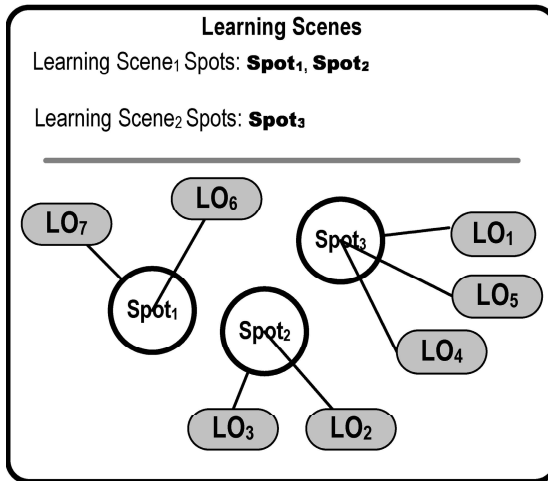 Learning Scenes
Learning Scene₁ Spots: Spot₁, Spot₂
Learning Scene₂ Spots: Spot₃
LO₆
LO₇
Spot₃
LO₁
LO₅
Spot₁
Spot₂
LO₄
LO₃
LO₂